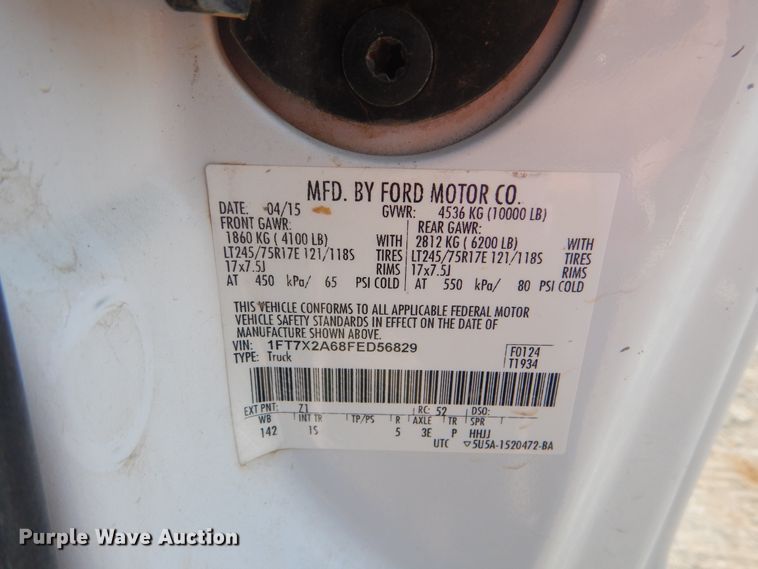 MFD. BY FORD MOTOR CO.
DATE: 04/15 GVWR: 4536 KG (10000 LB)
FRONT GAWR: REAR GAWR:
1860 KG ( 4100 LB) WITH 2812 KG ( 6200 LB) WITH
LT245/75R17E 121/118S TIRES LT245/75R17E 121/118S TIRES
17x7.5J RIMS 17x7.5J RIMS
AT 450 kPa/ 65 PSI COLD AT 550 kPa/ 80 PSI COLD
THIS VEHICLE CONFORMS TO ALL APPLICABLE FEDERAL MOTOR
VEHICLE SAFETY STANDARDS IN EFFECT ON THE DATE OF
MANUFACTURE SHOWN ABOVE.
VIN: 1FT7X2A68FED56829 F0124
TYPE: Truck T1934
EXT PNT: Z1 RC: 52 DSO:
WB INT TR TP/PS R AXLE TR SPR
142 1S 5 3E P HHJJ
UTC ▽5U5A-1520472-BA
Purple Wave Auction